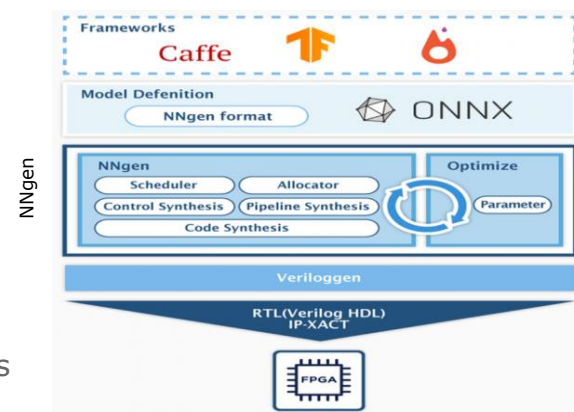 Frameworks
Caffe
Model Defenition
NNgen format
ONNX
NNgen
NNgen
Optimize
Scheduler
Allocator
Control Synthesis
Pipeline Synthesis
Parameter
Code Synthesis
Veriloggen
RTL(Verilog HDL)
IP-XACT
s
FPGA